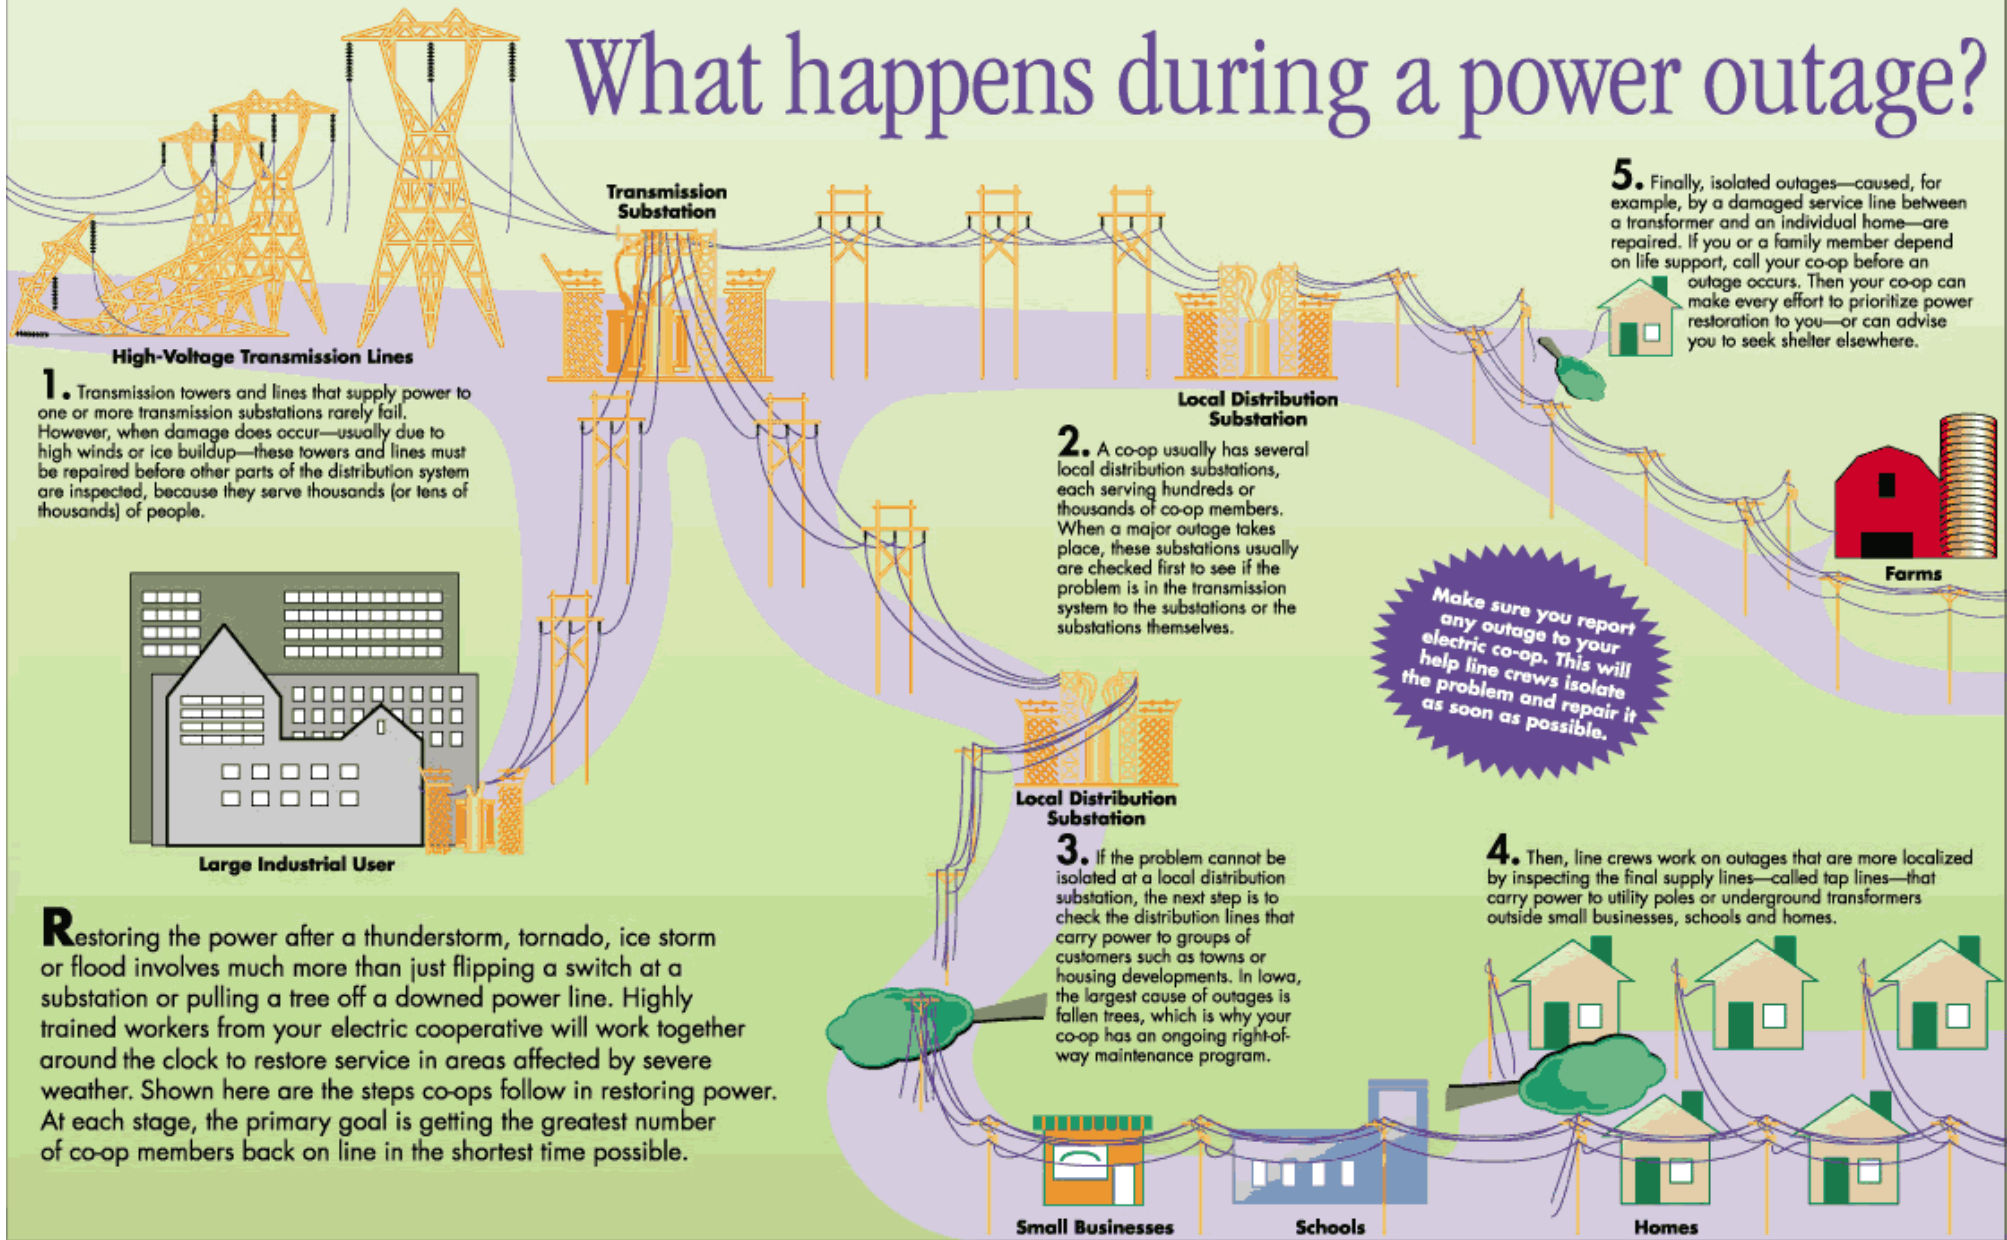 What happens during a power outage?
Transmission
Substation
High-Voltage Transmission Lines
1. Transmission towers and lines that supply power to
one or more transmission substations rarely fail.
However, when damage does occur—usually due to
high winds or ice buildup—these towers and lines must
be repaired before other parts of the distribution system
are inspected, because they serve thousands (or tens of
thousands) of people.
Local Distribution
Substation
2. A co-op usually has several
local distribution substations,
each serving hundreds or
thousands of co-op members.
When a major outage takes
place, these substations usually
are checked first to see if the
problem is in the transmission
system to the substations or the
substations themselves.
5. Finally, isolated outages—caused, for
example, by a damaged service line between
a transformer and an individual home—are
repaired. If you or a family member depend
on life support, call your co-op before an
outage occurs. Then your co-op can
make every effort to prioritize power
restoration to you—or can advise
you to seek shelter elsewhere.
Farms
Make sure you report
any outage to your
electric co-op. This will
help line crews isolate
the problem and repair it
as soon as possible.
Large Industrial User
Local Distribution
Substation
3. If the problem cannot be
isolated at a local distribution
substation, the next step is to
check the distribution lines that
carry power to groups of
customers such as towns or
housing developments. In Iowa,
the largest cause of outages is
fallen trees, which is why your
co-op has an ongoing right-of-
way maintenance program.
4. Then, line crews work on outages that are more localized
by inspecting the final supply lines—called tap lines—that
carry power to utility poles or underground transformers
outside small businesses, schools and homes.
Restoring the power after a thunderstorm, tornado, ice storm
or flood involves much more than just flipping a switch at a
substation or pulling a tree off a downed power line. Highly
trained workers from your electric cooperative will work together
around the clock to restore service in areas affected by severe
weather. Shown here are the steps co-ops follow in restoring power.
At each stage, the primary goal is getting the greatest number
of co-op members back on line in the shortest time possible.
Small Businesses
Schools
Homes